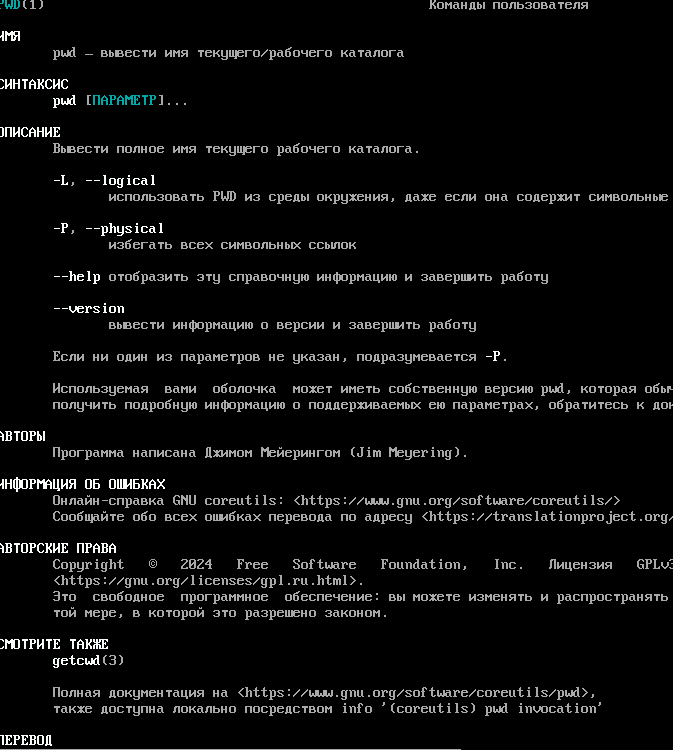 PWD(1) Команды пользователя
ИМЯ
pwd — вывести имя текущего/рабочего каталога
СИНТАКСИС
pwd [ПАРАМЕТР]...
ОПИСАНИЕ
Вывести полное имя текущего рабочего каталога.
-L, --logical
использовать PWD из среды окружения, даже если она содержит символьные
-P, --physical
избегать всех символьных ссылок
--help отобразить эту справочную информацию и завершить работу
--version
вывести информацию о версии и завершить работу
Если ни один из параметров не указан, подразумевается -P.
Используемая вами оболочка может иметь собственную версию pwd, которая обыч
получить подробную информацию о поддерживаемых ею параметрах, обратитесь к док
АВТОРЫ
Программа написана Джимом Мейерингом (Jim Meyering).
ИНФОРМАЦИЯ ОБ ОШИБКАХ
Онлайн-справка GNU coreutils: <https://www.gnu.org/software/coreutils/>
Сообщайте обо всех ошибках перевода по адресу <https://translationproject.org/
АВТОРСКИЕ ПРАВА
Copyright © 2024 Free Software Foundation, Inc. Лицензия GPLv3
<https://gnu.org/licenses/gpl.ru.html>.
Это свободное программное обеспечение: вы можете изменять и распространять
той мере, в которой это разрешено законом.
СМОТРИТЕ ТАКЖЕ
getcwd(3)
Полная документация на <https://www.gnu.org/software/coreutils/pwd>,
также доступна локально посредством info '(coreutils) pwd invocation'
ПЕРЕВОД